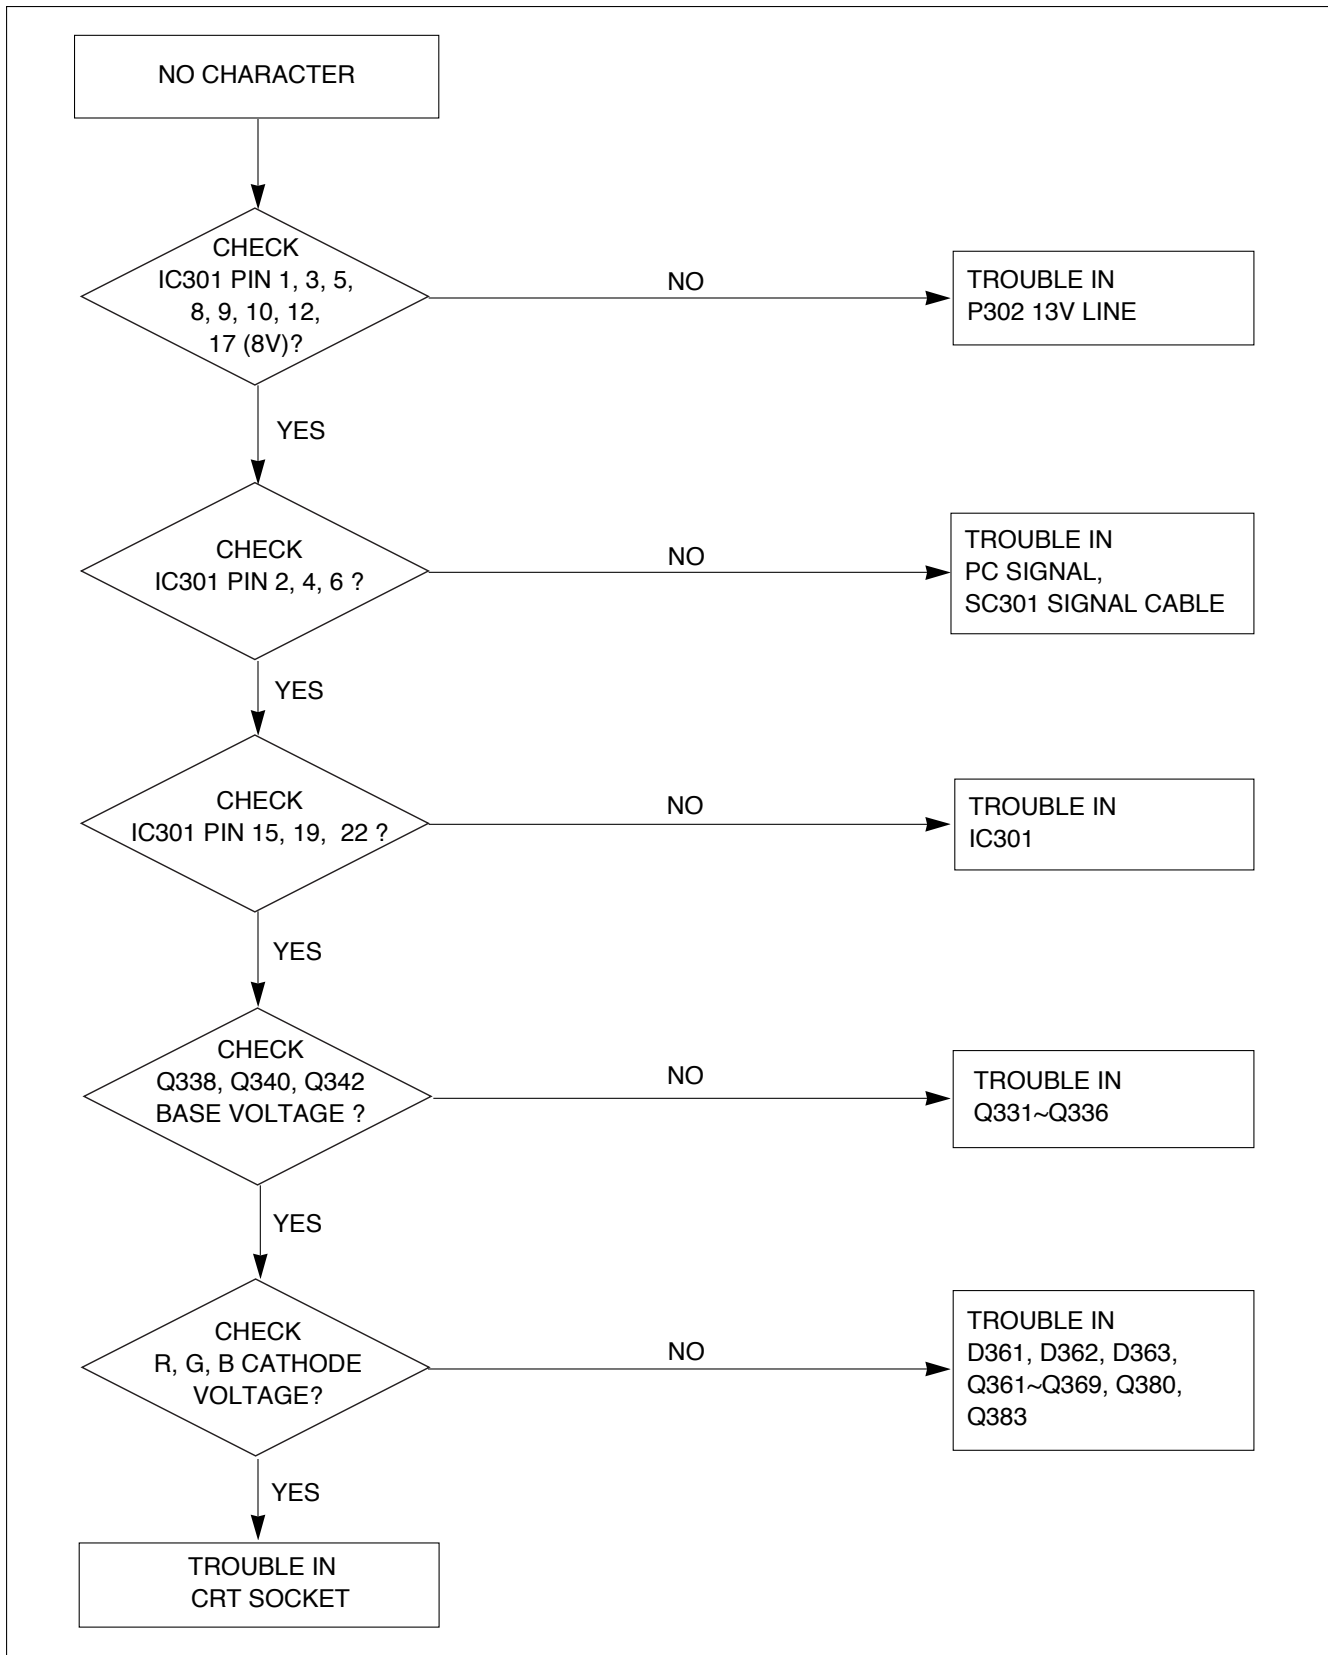 NO CHARACTER
CHECK
IC301 PIN 1, 3, 5,
8, 9, 10, 12,
17 (8V)?
NO
TROUBLE IN
P302 13V LINE
YES
CHECK
IC301 PIN 2, 4, 6 ?
NO
TROUBLE IN
PC SIGNAL,
SC301 SIGNAL CABLE
YES
CHECK
IC301 PIN 15, 19, 22 ?
NO
TROUBLE IN
IC301
YES
CHECK
Q338, Q340, Q342
BASE VOLTAGE ?
NO
TROUBLE IN
Q331~Q336
YES
CHECK
R, G, B CATHODE
VOLTAGE?
NO
TROUBLE IN
D361, D362, D363,
Q361~Q369, Q380,
Q383
YES
TROUBLE IN
CRT SOCKET